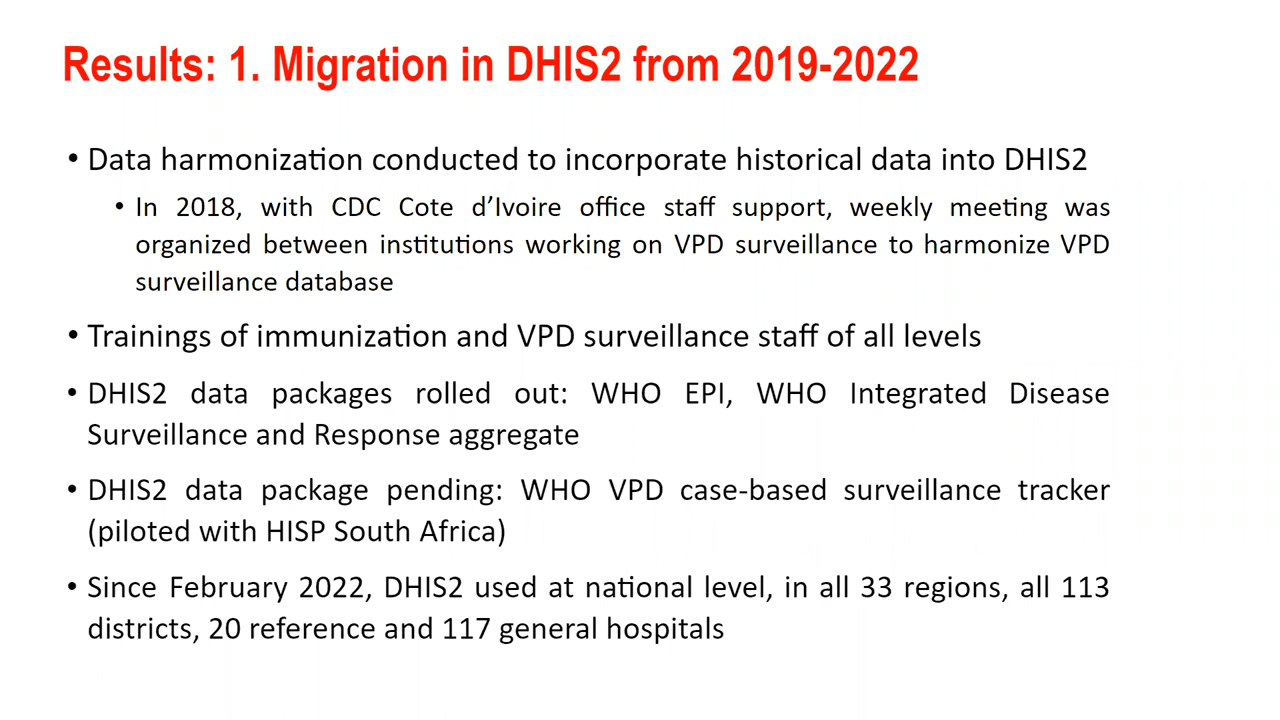 Results: 1. Migration in DHIS2 from 2019-2022
• Data harmonization conducted to incorporate historical data into DHIS2
• In 2018, with CDC Cote d’Ivoire office staff support, weekly meeting was
organized between institutions working on VPD surveillance to harmonize VPD
surveillance database
• Trainings of immunization and VPD surveillance staff of all levels
• DHIS2 data packages rolled out: WHO EPI, WHO Integrated Disease
Surveillance and Response aggregate
• DHIS2 data package pending: WHO VPD case-based surveillance tracker
(piloted with HISP South Africa)
• Since February 2022, DHIS2 used at national level, in all 33 regions, all 113
districts, 20 reference and 117 general hospitals